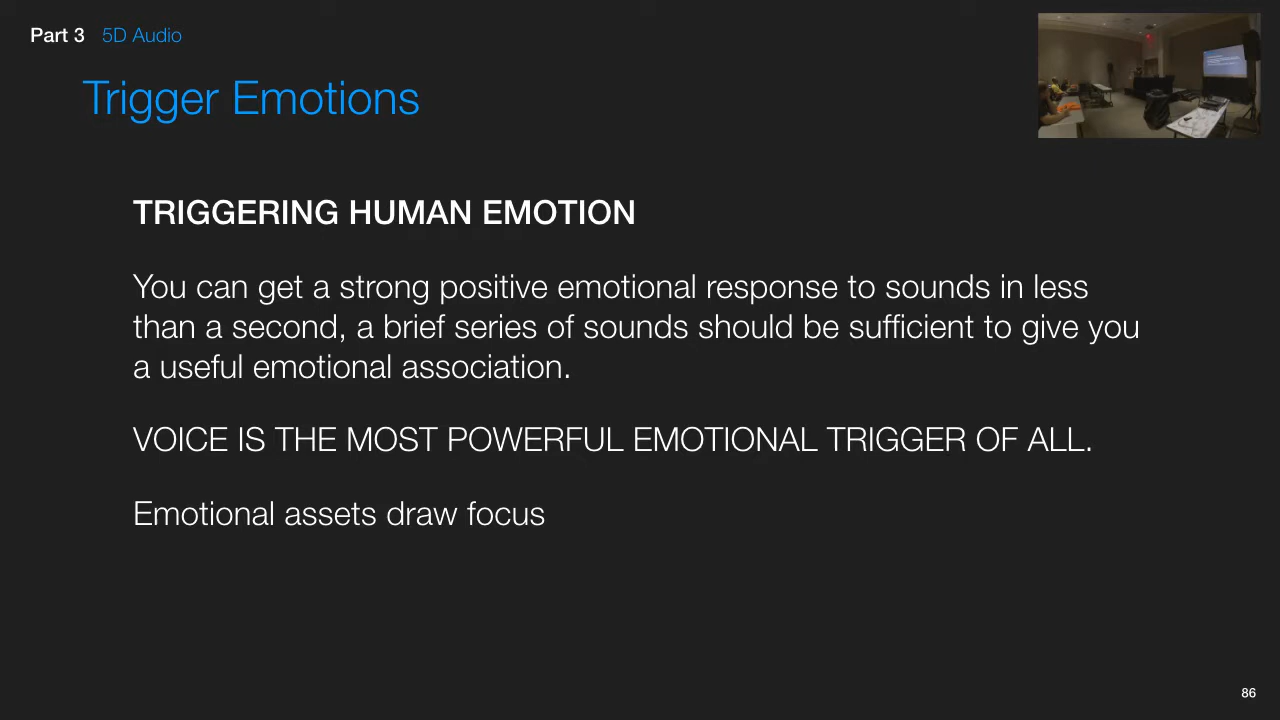 Part 3 5D Audio
Trigger Emotions
TRIGGERING HUMAN EMOTION
You can get a strong positive emotional response to sounds in less
than a second, a brief series of sounds should be sufficient to give you
a useful emotional association.
VOICE IS THE MOST POWERFUL EMOTIONAL TRIGGER OF ALL.
Emotional assets draw focus
86